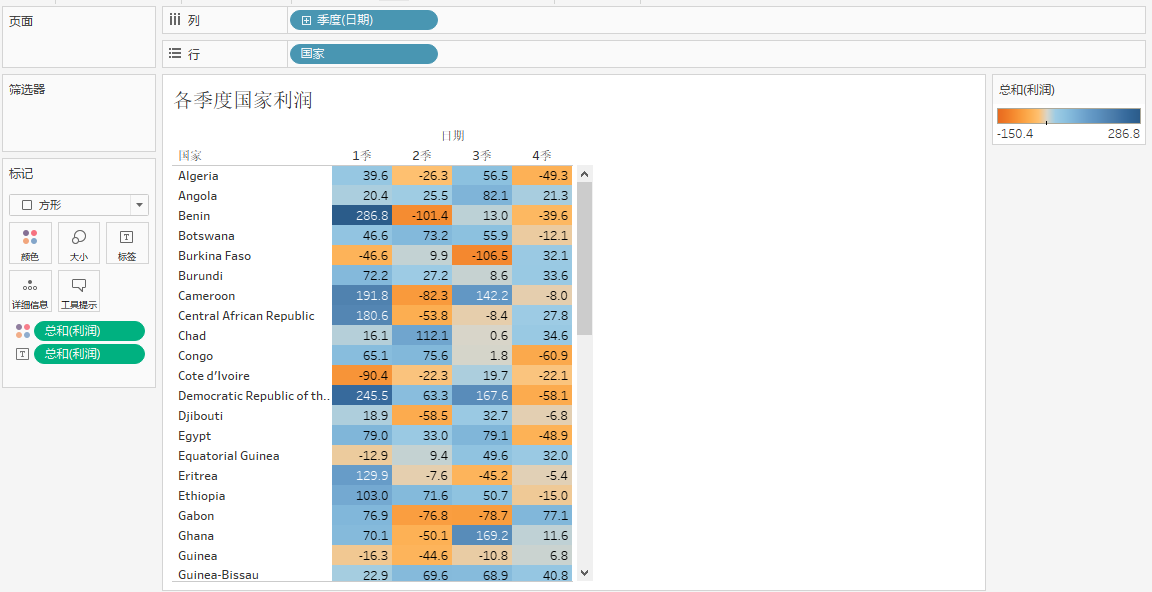 页面
列
季度(日期)
行
国家
筛选器
标记
方形
颜色
大小
标签
详细信息
工具提示
总和(利润)
总和(利润)
各季度国家利润
日期
国家 1季 2季 3季 4季
Algeria 39.6 -26.3 56.5 -49.3
Angola 20.4 25.5 82.1 21.3
Benin 286.8 -101.4 13.0 -39.6
Botswana 46.6 73.2 55.9 -12.1
Burkina Faso -46.6 9.9 -106.5 32.1
Burundi 72.2 27.2 8.6 33.6
Cameroon 191.8 -82.3 142.2 -8.0
Central African Republic 180.6 -53.8 -8.4 27.8
Chad 16.1 112.1 0.6 34.6
Congo 65.1 75.6 1.8 -60.9
Cote d’Ivoire -90.4 -22.3 19.7 -22.1
Democratic Republic of th.. 245.5 63.3 167.6 -58.1
Djibouti 18.9 -58.5 32.7 -6.8
Egypt 79.0 33.0 79.1 -48.9
Equatorial Guinea -12.9 9.4 49.6 32.0
Eritrea 129.9 -7.6 -45.2 -5.4
Ethiopia 103.0 71.6 50.7 -15.0
Gabon 76.9 -76.8 -78.7 77.1
Ghana 70.1 -50.1 169.2 11.6
Guinea -16.3 -44.6 -10.8 6.8
Guinea-Bissau 22.9 69.6 68.9 40.8
总和(利润)
-150.4 286.8